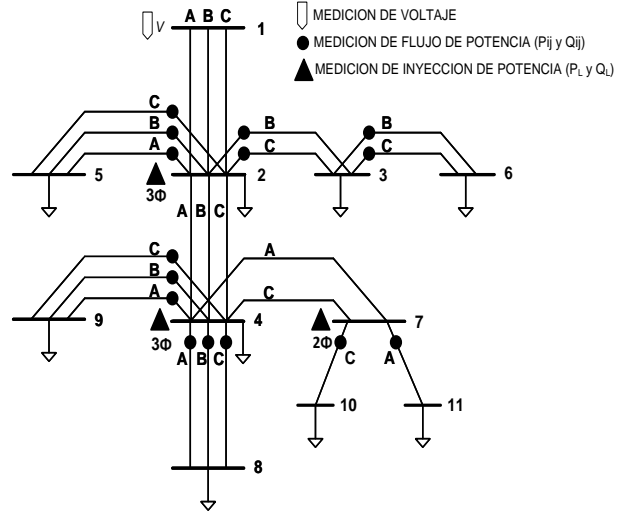 V
A B C
1
MEDICION DE VOLTAJE
MEDICION DE FLUJO DE POTENCIA (Pij y Qij)
MEDICION DE INYECCION DE POTENCIA (PL y QL)
C
B
A
B
C
B
C
5
3Φ
2
3
6
A B C
C
B
A
A
C
9
3Φ
4
2Φ
7
A B C
C
A
10
11
8